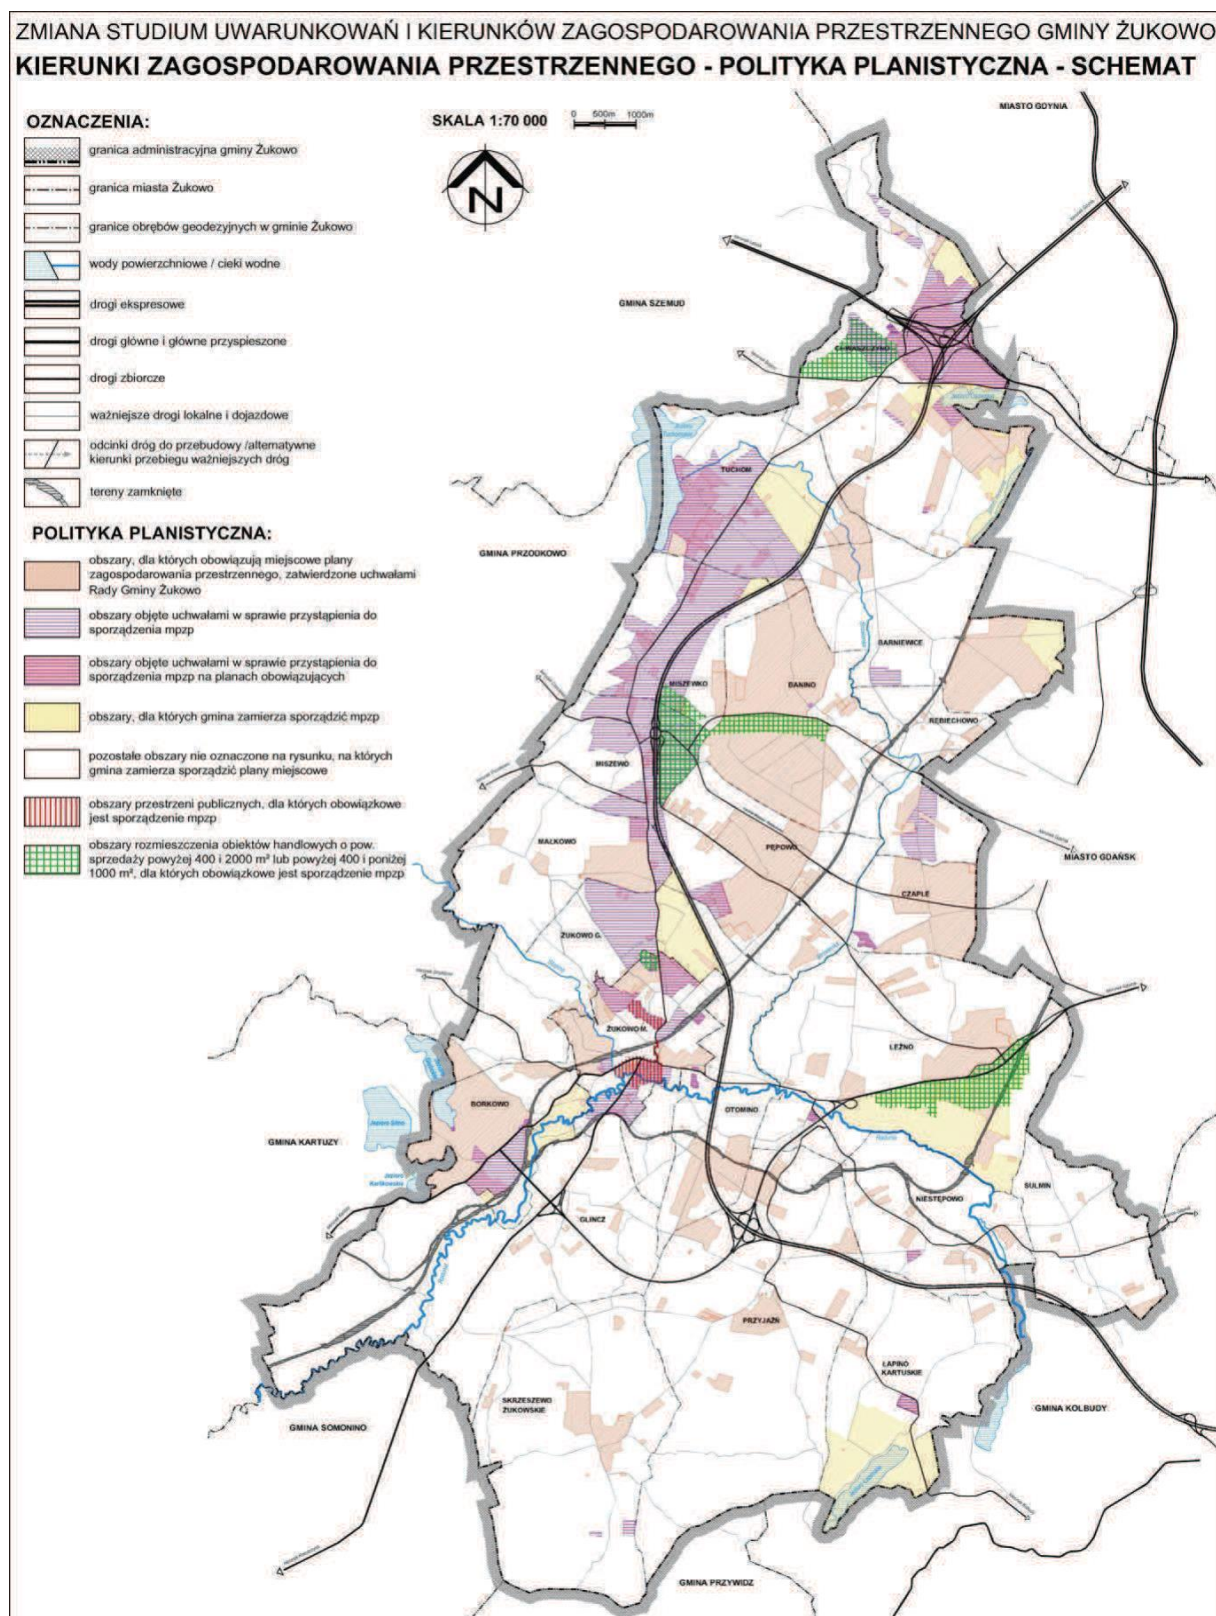 ZMIANA STUDIUM UWARUNKOWAŃ I KIERUNKÓW ZAGOSPODAROWANIA PRZESTRZENNEGO GMINY ŻUKOWO
KIERUNKI ZAGOSPODAROWANIA PRZESTRZENNEGO - POLITYKA PLANISTYCZNA - SCHEMAT
OZNACZENIA:
granica administracyjna gminy Żukowo
granica miasta Żukowo
granice obrębów geodezyjnych w gminie Żukowo
wody powierzchniowe / cieki wodne
drogi ekspresowe
drogi główne i główne przyspieszone
drogi zbiorcze
ważniejsze drogi lokalne i dojazdowe
odcinki dróg do przebudowy /alternatywne
kierunki przebiegu ważniejszych dróg
tereny zamknięte
POLITYKA PLANISTYCZNA:
obszary, dla których obowiązują miejscowe plany
zagospodarowania przestrzennego, zatwierdzone uchwałami
Rady Gminy Żukowo
obszary objęte uchwałami w sprawie przystąpienia do
sporządzenia mpzp
obszary objęte uchwałami w sprawie przystąpienia do
sporządzenia mpzp na planach obowiązujących
obszary, dla których gmina zamierza sporządzić mpzp
pozostałe obszary nie oznaczone na rysunku, na których
gmina zamierza sporządzić plany miejscowe
obszary przestrzeni publicznych, dla których obowiązkowe
jest sporządzenie mpzp
obszary rozmieszczenia obiektów handlowych o pow.
sprzedaży powyżej 400 i 2000 m² lub powyżej 400 i poniżej
1000 m², dla których obowiązkowe jest sporządzenie mpzp
SKALA 1:70 000
0 500m 1000m
N
MIASTO GDYNIA
GMINA SZEMUD
TUCHOM
GMINA PRZODKOWO
BARNIEWICE
MISZEWKO
BANINO
RĘBIECHOWO
MISZEWO
MAŁKOWO
PĘPOWO
MIASTO GDAŃSK
CZAPLE
ŻUKOWO G.
ŻUKOWO M.
LEŹNO
BORKOWO
OTOMINO
GMINA KARTUZY
NIESTĘPOWO
SULMIN
GLINCZ
PRZYJAŹŃ
ŁAPINO
KARTUSKIE
SKRZESZEWO
ŻUKOWSKIE
GMINA SOMONINO
GMINA KOLBUDY
GMINA PRZYWIDZ